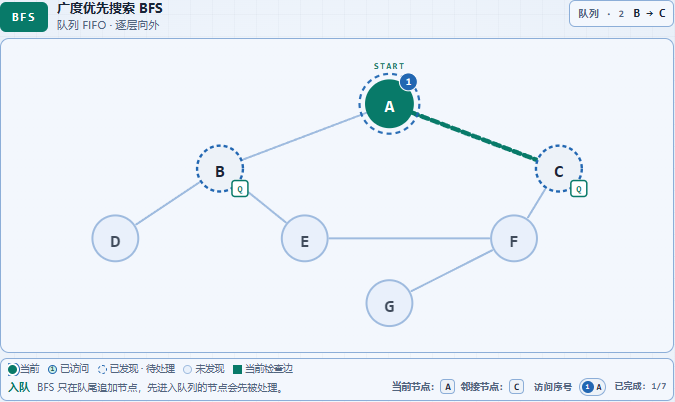 BFS
广度优先搜索 BFS
队列 FIFO · 逐层向外
队列 · 2 B → C
START
1
A
B
Q
C
Q
D
E
F
G
当前 1 已访问 已发现 · 待处理 未发现 当前检查边
入队 BFS 只在队尾追加节点，先进入队列的节点会先被处理。
当前节点: A 邻接节点: C 访问序号 1 A 已完成: 1/7